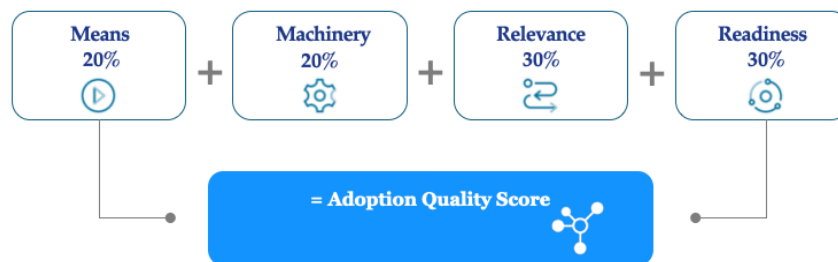 Means
20%
+
Machinery
20%
+
Relevance
30%
+
Readiness
30%
= Adoption Quality Score